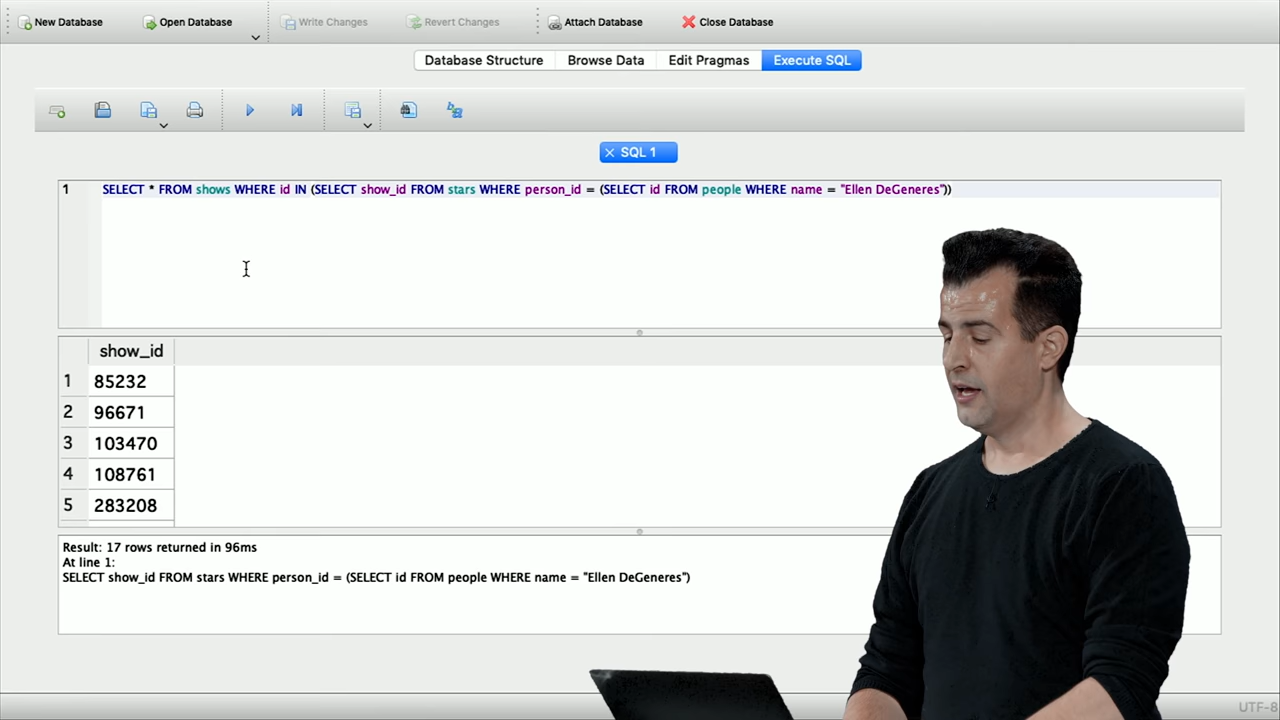 New Database Open Database Write Changes Revert Changes Attach Database Close Database
Database Structure Browse Data Edit Pragmas Execute SQL
SQL 1
1 SELECT * FROM shows WHERE id IN (SELECT show_id FROM stars WHERE person_id = (SELECT id FROM people WHERE name = "Ellen DeGeneres"))
show_id
1 85232
2 96671
3 103470
4 108761
5 283208
Result: 17 rows returned in 96ms
At line 1:
SELECT show_id FROM stars WHERE person_id = (SELECT id FROM people WHERE name = "Ellen DeGeneres")
UTF-8